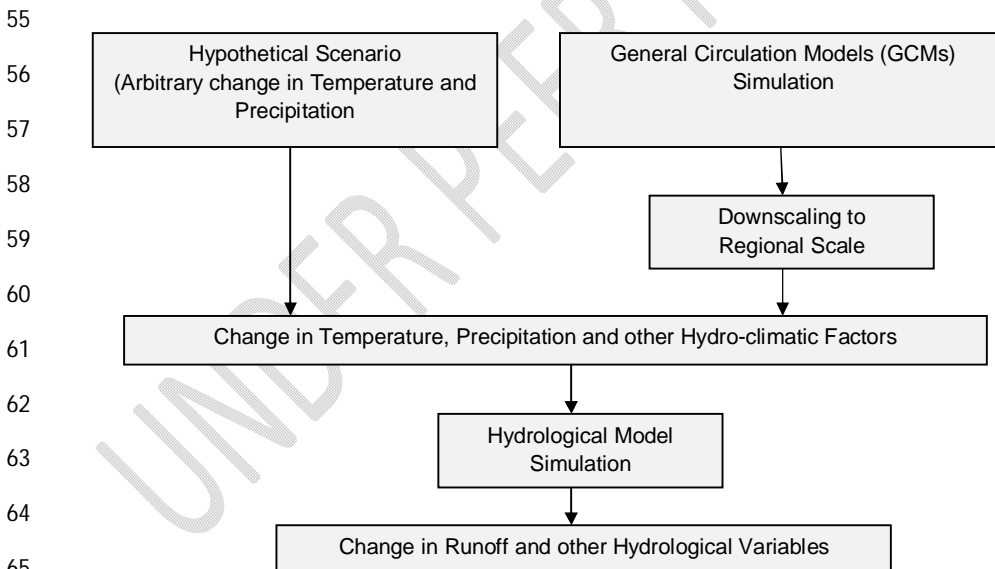 55
Hypothetical Scenario
(Arbitrary change in Temperature and
Precipitation
General Circulation Models (GCMs)
Simulation
56
57
58
Downscaling to
Regional Scale
59
60
Change in Temperature, Precipitation and other Hydro-climatic Factors
61
62
Hydrological Model
Simulation
63
64
Change in Runoff and other Hydrological Variables
65
UNDER PE